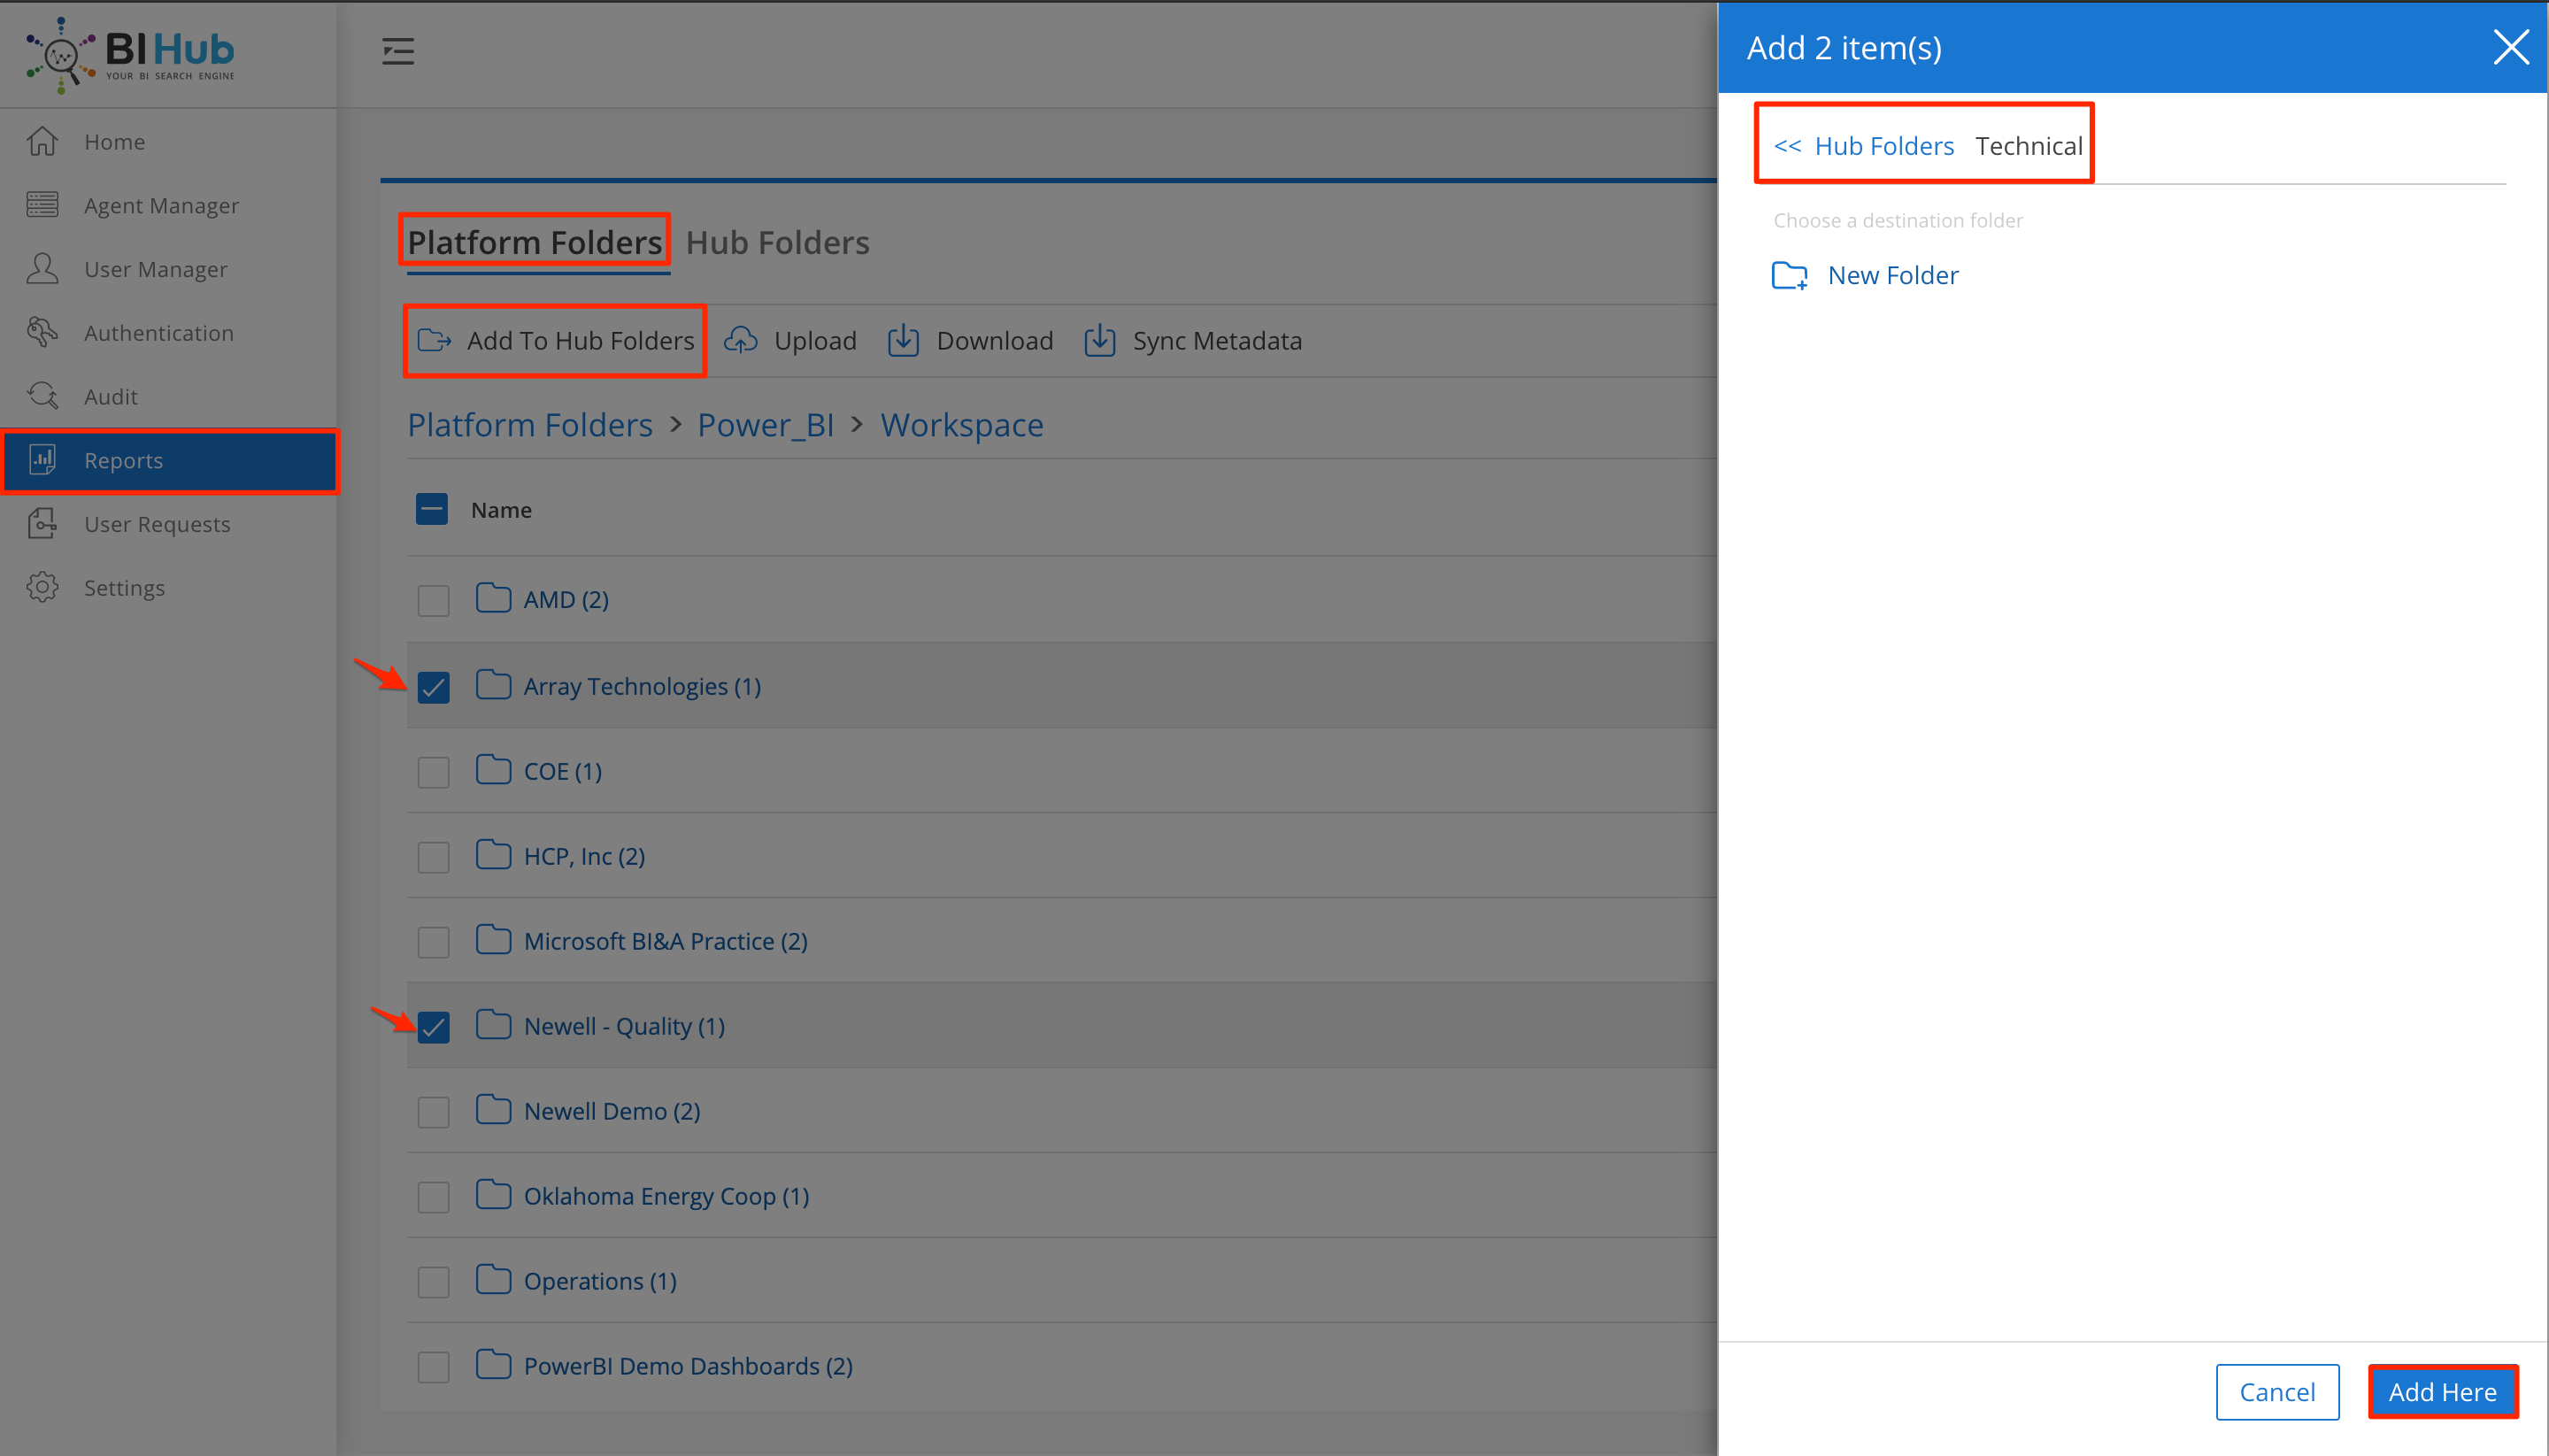 BI Hub
YOUR BI SEARCH ENGINE
Home
Agent Manager
User Manager
Authentication
Audit
Reports
User Requests
Settings
Platform Folders Hub Folders
Add To Hub Folders Upload Download Sync Metadata
Platform Folders > Power_BI > Workspace
Name
AMD (2)
Array Technologies (1)
COE (1)
HCP, Inc (2)
Microsoft BI&A Practice (2)
Newell - Quality (1)
Newell Demo (2)
Oklahoma Energy Coop (1)
Operations (1)
PowerBI Demo Dashboards (2)
Add 2 item(s)
<< Hub Folders Technical
Choose a destination folder
New Folder
Cancel Add Here